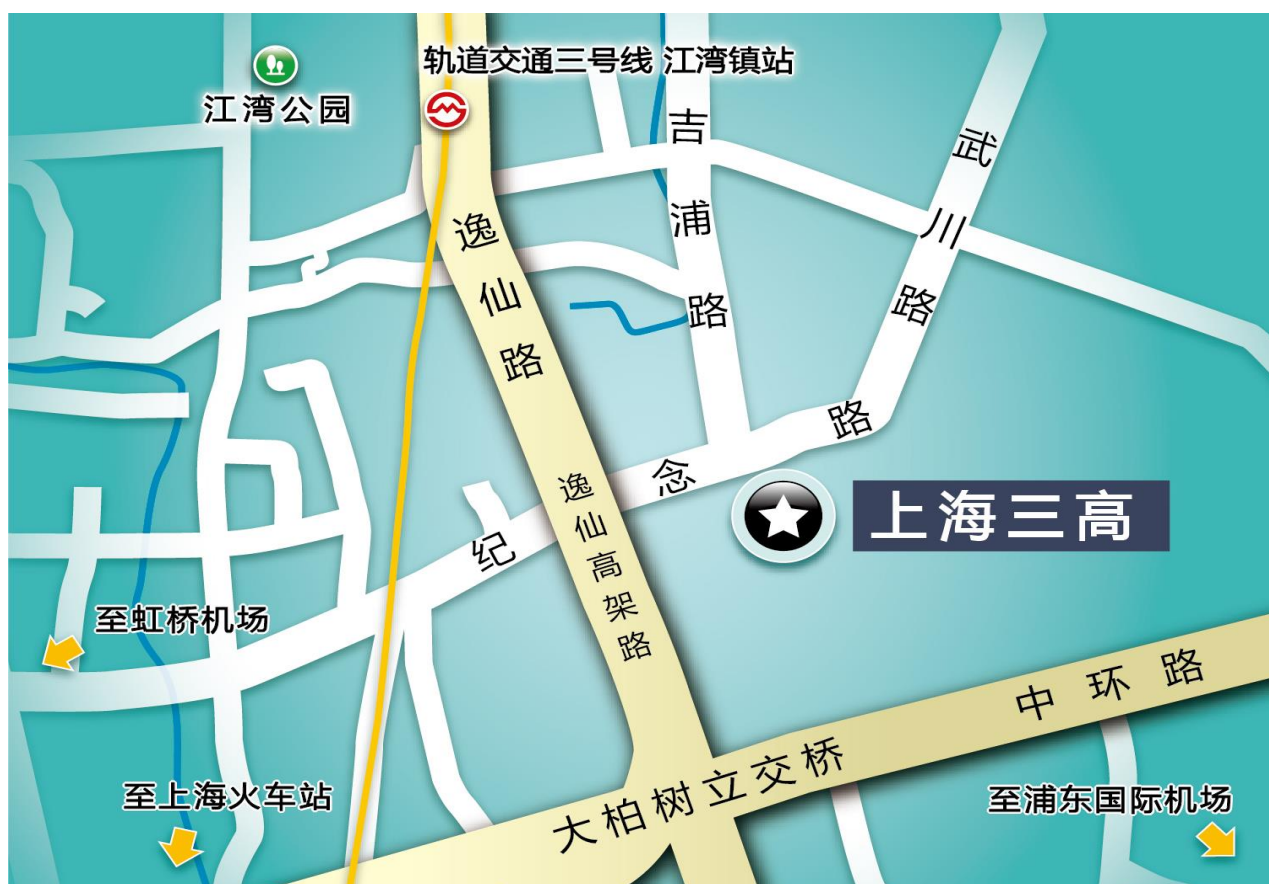 轨道交通三号线 江湾镇站
江湾公园
吉浦路
武川路
逸仙路
纪念路
逸仙高架路
上海三高
至虹桥机场
中环路
大柏树立交桥
至上海火车站
至浦东国际机场